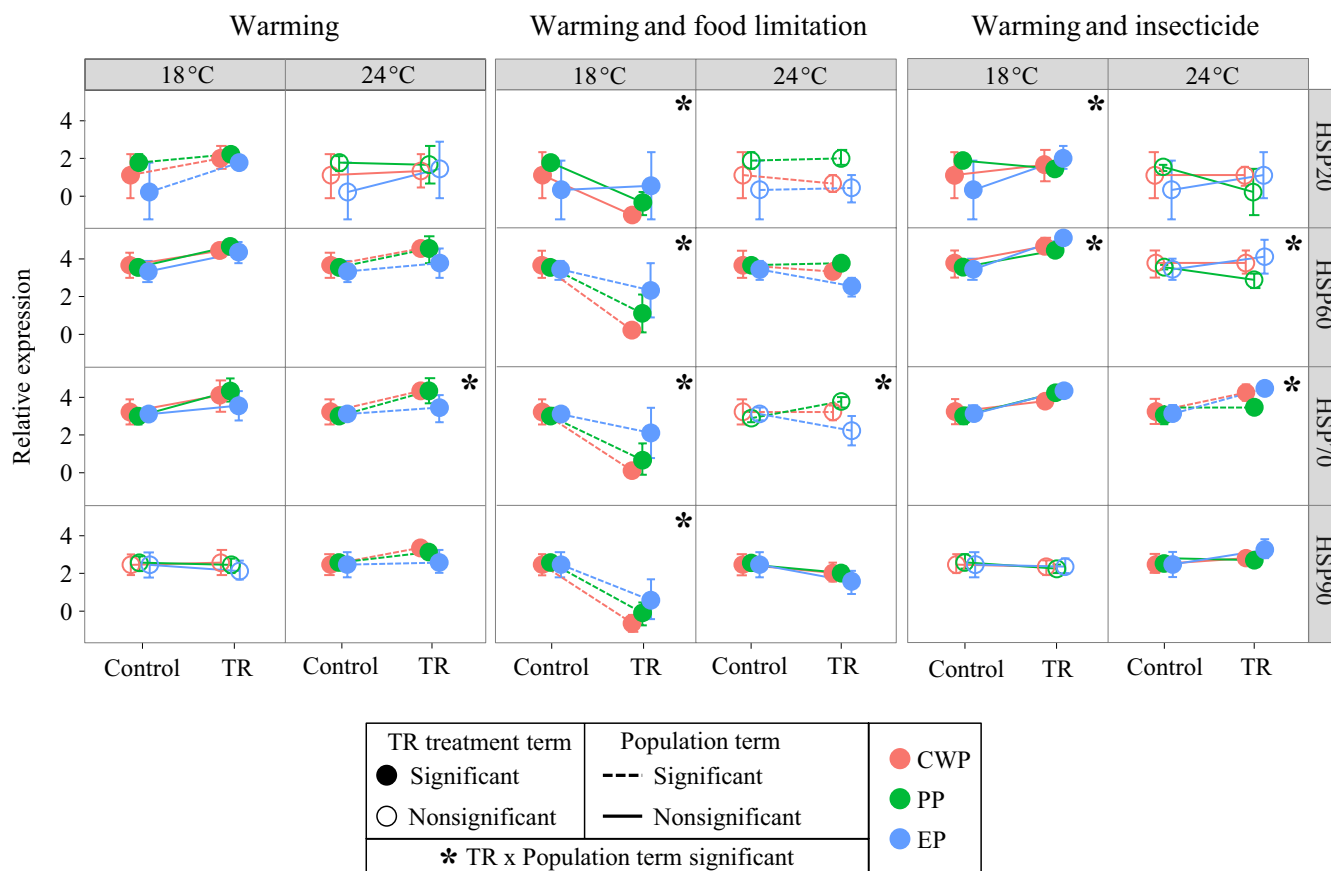 Warming
Warming and food limitation
Warming and insecticide
18°C
24°C
18°C
24°C
18°C
24°C
Relative expression
4
2
0
HSP20
*
*
4
2
0
HSP60
*
*
*
4
2
0
HSP70
*
*
*
*
4
2
0
HSP90
*
Control
TR
Control
TR
Control
TR
Control
TR
Control
TR
Control
TR
TR treatment term
Significant
Nonsignificant
Population term
Significant
Nonsignificant
* TR x Population term significant
CWP
PP
EP